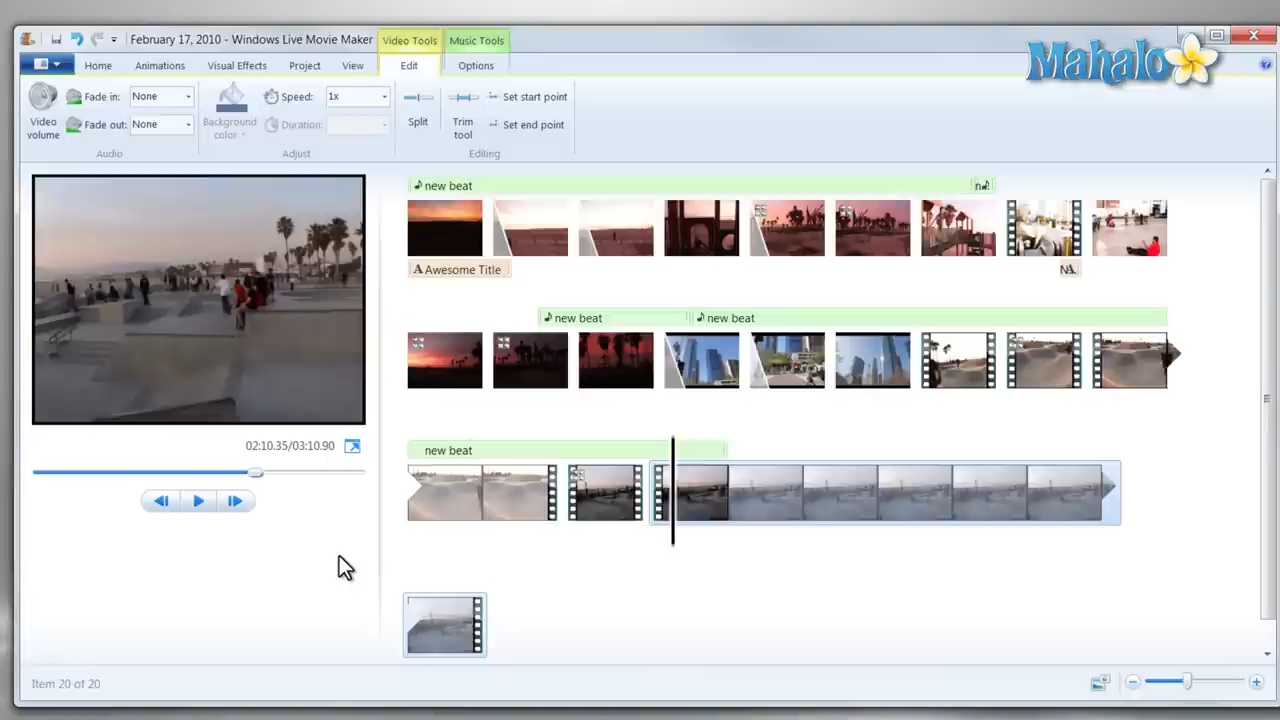 February 17, 2010 - Windows Live Movie Maker
Video Tools
Music Tools
Mahalo
Home
Animations
Visual Effects
Project
View
Edit
Options
Video volume
Fade in: None
Fade out: None
Audio
Background color
Speed: 1x
Duration:
Adjust
Split
Trim tool
Set start point
Set end point
Editing
new beat
n
A Awesome Title
new beat
new beat
02:10.35/03:10.90
new beat
Item 20 of 20